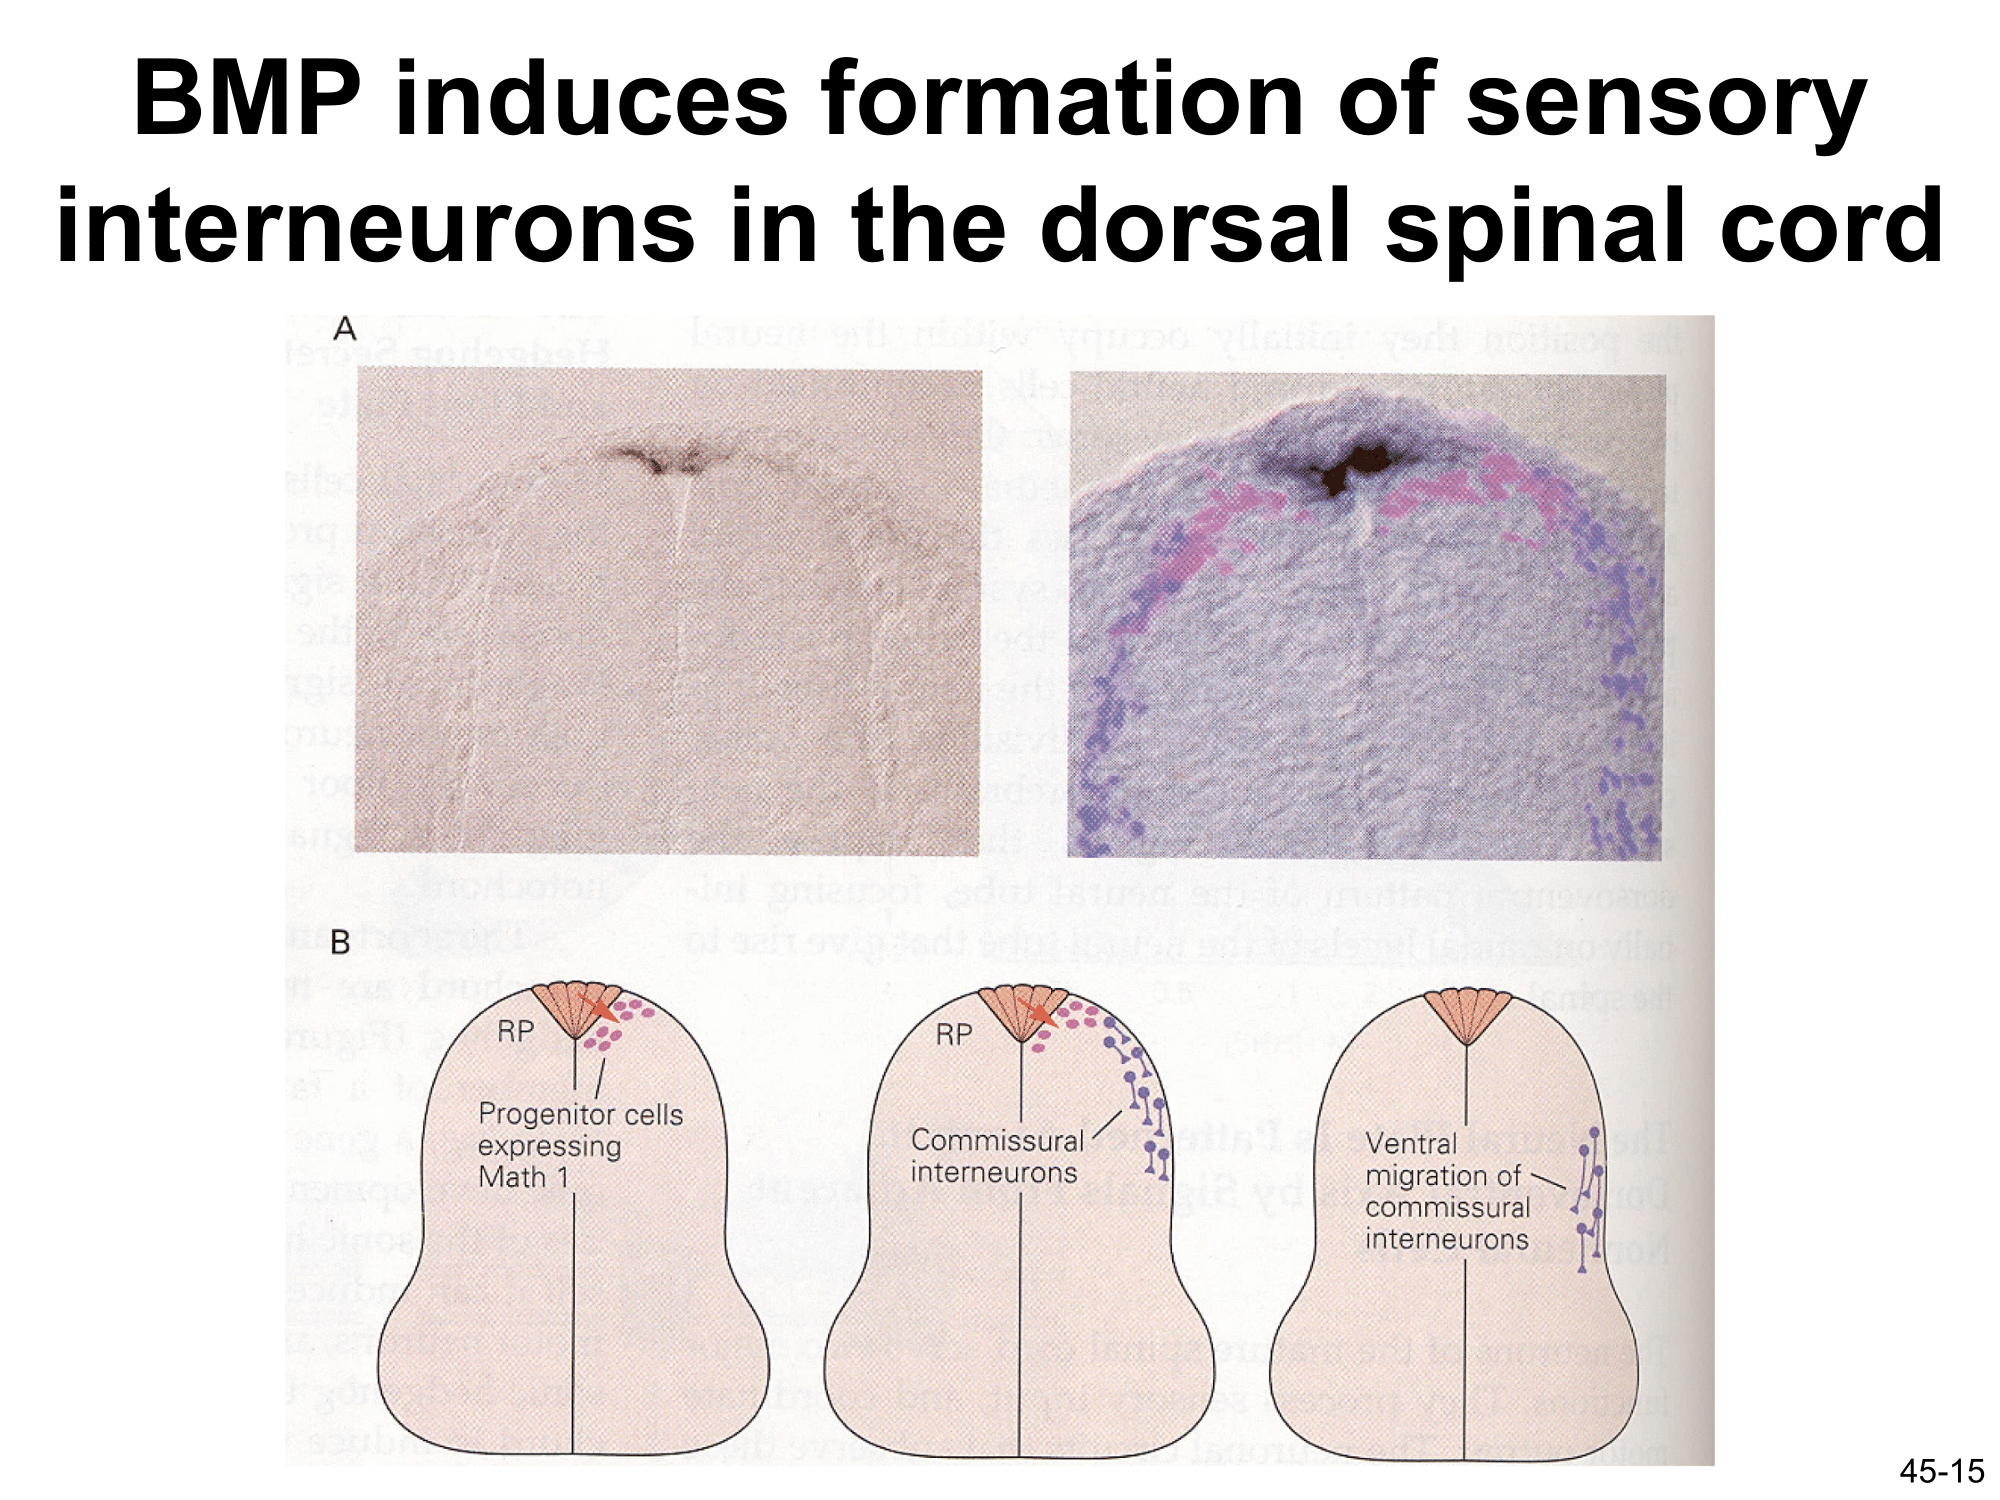 BMP induces formation of sensory
interneurons in the dorsal spinal cord
A
B
RP
Progenitor cells
expressing
Math 1
RP
Commissural
interneurons
Ventral
migration of
commissural
interneurons
45-15